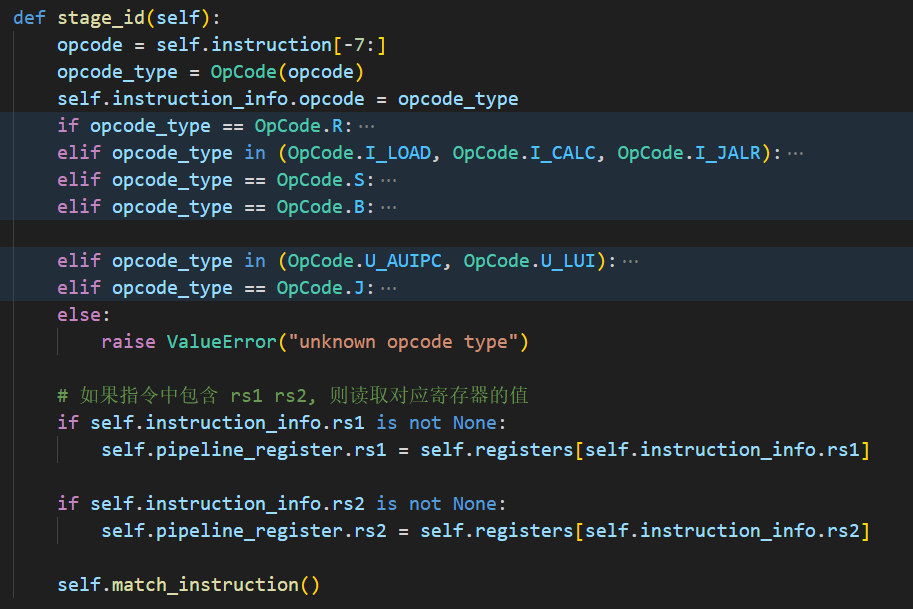 def stage_id(self):
    opcode = self.instruction[-7:]
    opcode_type = OpCode(opcode)
    self.instruction_info.opcode = opcode_type
    if opcode_type == OpCode.R:···
    elif opcode_type in (OpCode.I_LOAD, OpCode.I_CALC, OpCode.I_JALR):···
    elif opcode_type == OpCode.S:···
    elif opcode_type == OpCode.B:···
    elif opcode_type in (OpCode.U_AUIPC, OpCode.U_LUI):···
    elif opcode_type == OpCode.J:···
    else:
        raise ValueError("unknown opcode type")
    # 如果指令中包含 rs1 rs2, 则读取对应寄存器的值
    if self.instruction_info.rs1 is not None:
        self.pipeline_register.rs1 = self.registers[self.instruction_info.rs1]
    if self.instruction_info.rs2 is not None:
        self.pipeline_register.rs2 = self.registers[self.instruction_info.rs2]
    self.match_instruction()